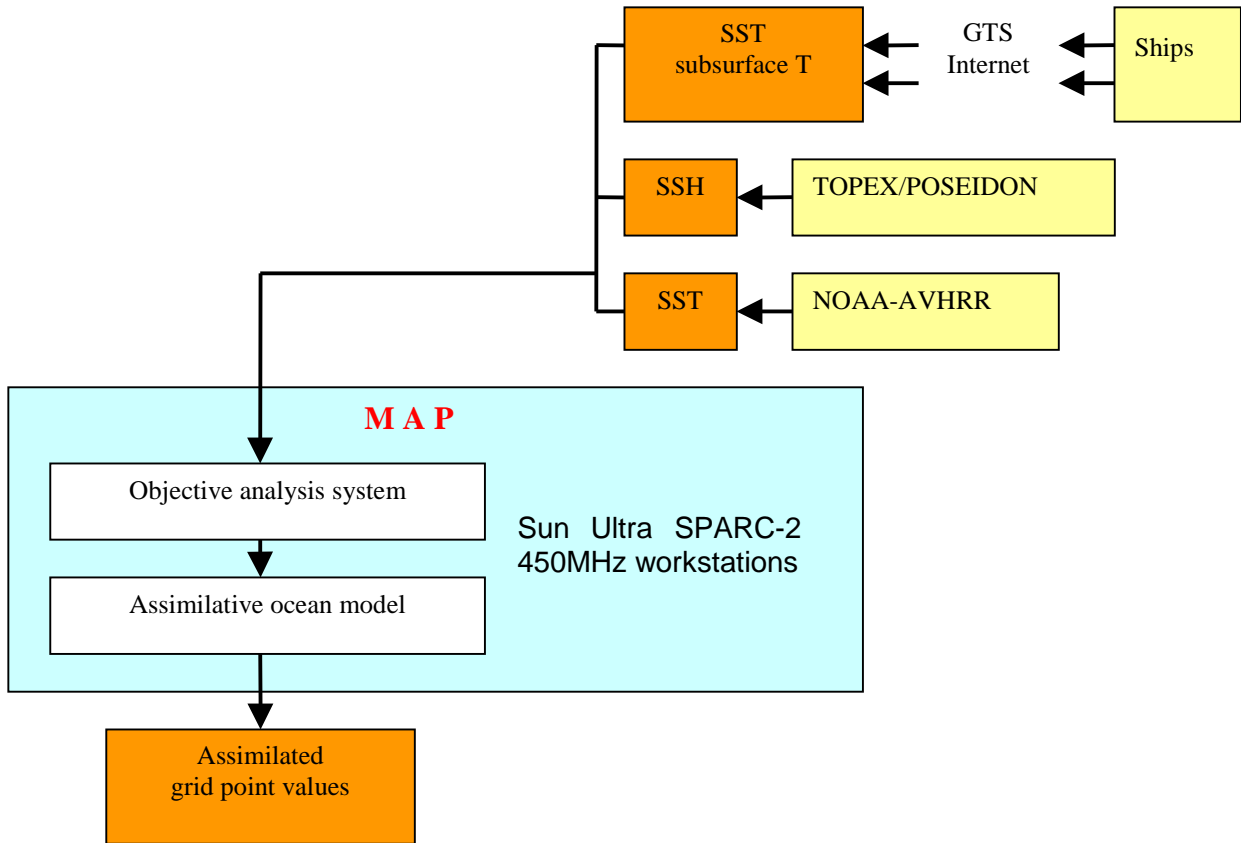 SST
subsurface T
GTS
Internet
Ships
SSH
TOPEX/POSEIDON
SST
NOAA-AVHRR
M A P
Objective analysis system
Sun Ultra SPARC-2
450MHz workstations
Assimilative ocean model
Assimilated
grid point values